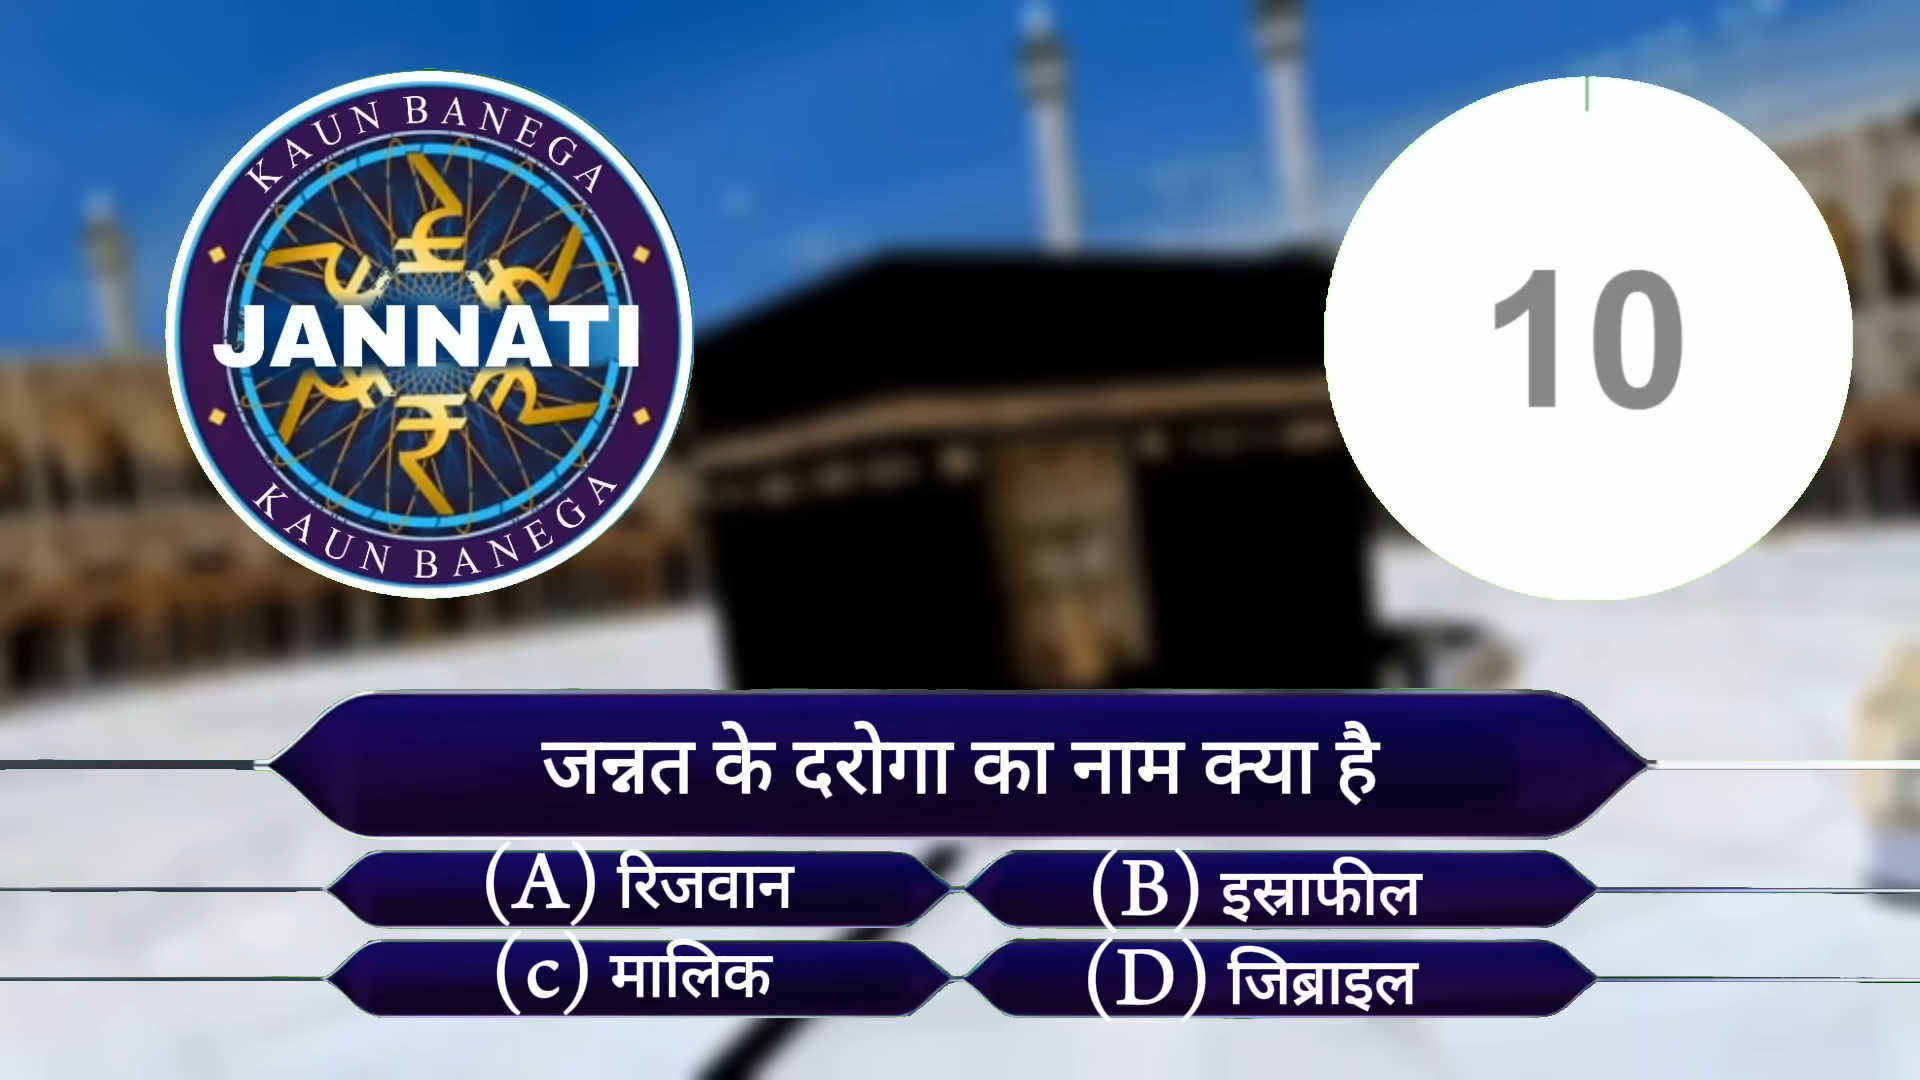 KAUN BANEGA
JANNATI
KAUN BANEGA
10
जन्नत के दरोगा का नाम क्या है
(A) रिजवान
(B) इस्राफील
(c) मालिक
(D) जिब्राइल